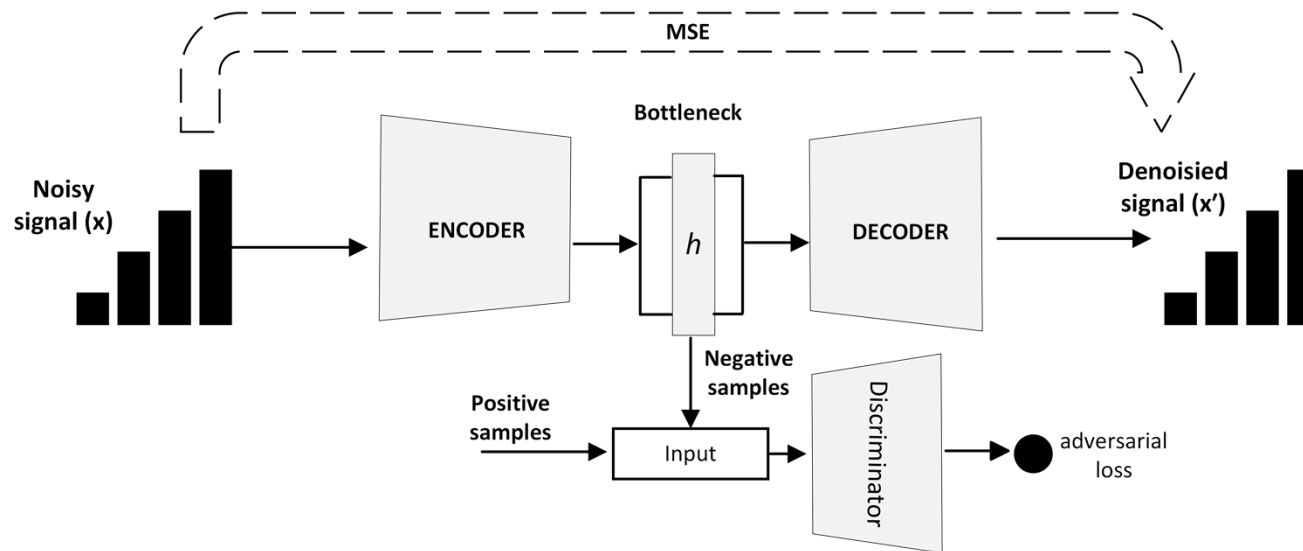 MSE
Bottleneck
Noisy
signal (x)
ENCODER
h
DECODER
Denoisied
signal (x’)
Negative
samples
Positive
samples
Input
Discriminator
adversarial
loss